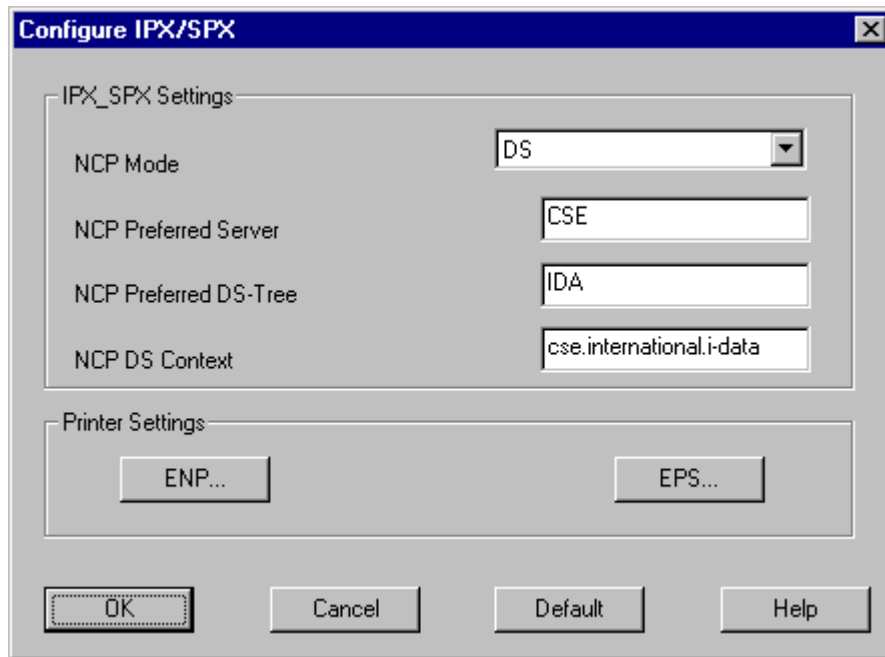 Configure IPX/SPX
IPX_SPX Settings
NCP Mode
DS
NCP Preferred Server
CSE
NCP Preferred DS-Tree
IDA
NCP DS Context
cse.international.i-data
Printer Settings
ENP...
EPS...
OK
Cancel
Default
Help